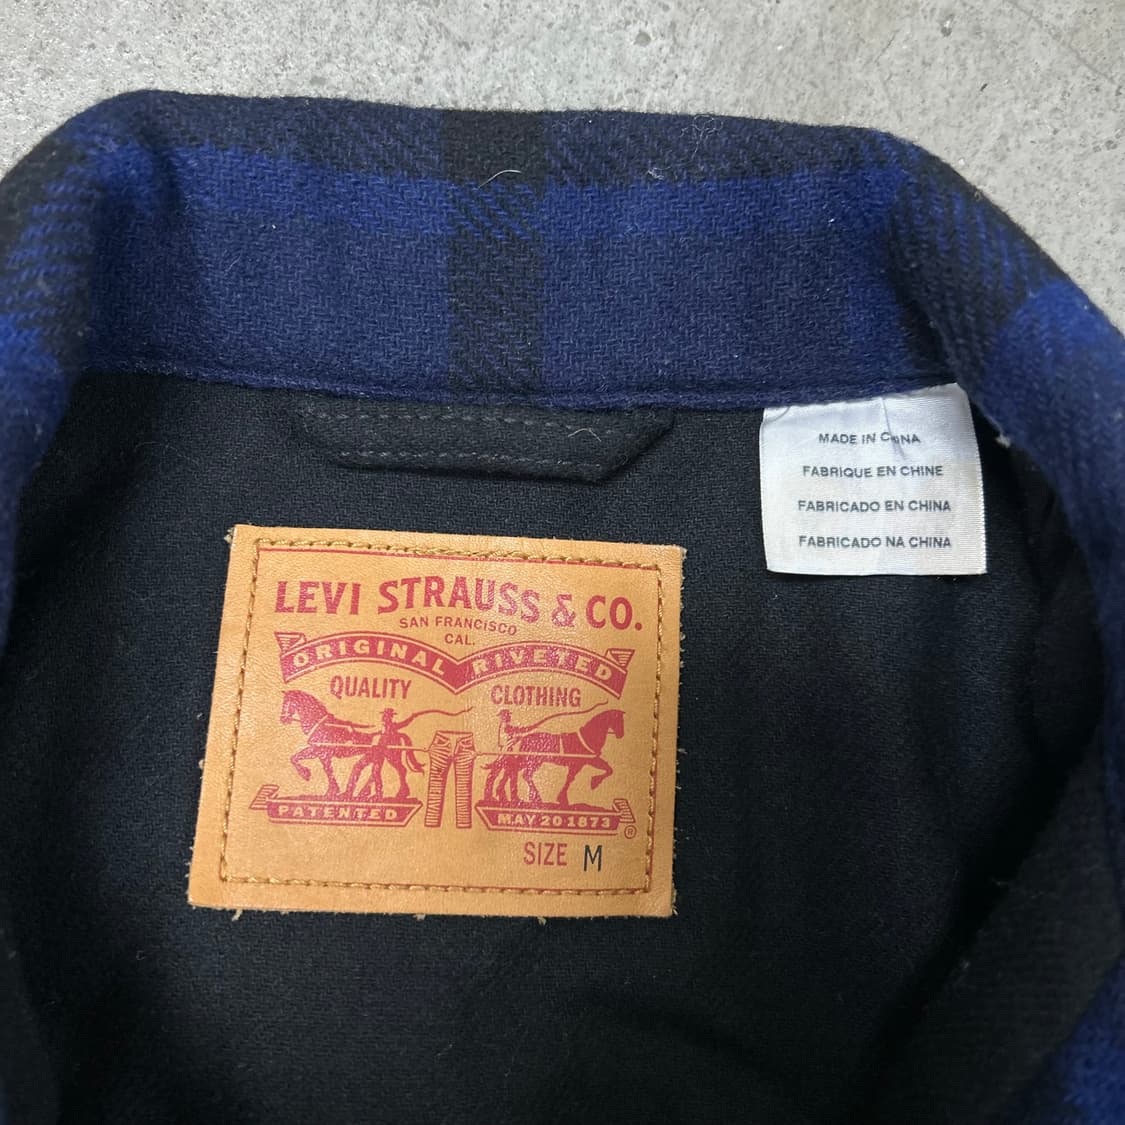 MADE IN CHINA
FABRIQUE EN CHINE
FABRICADO EN CHINA
FABRICADO NA CHINA
LEVI STRAUSS & CO.
SAN FRANCISCO
CAL.
ORIGINAL RIVETED
QUALITY CLOTHING
PATENTED MAY 20 1873
®
SIZE M